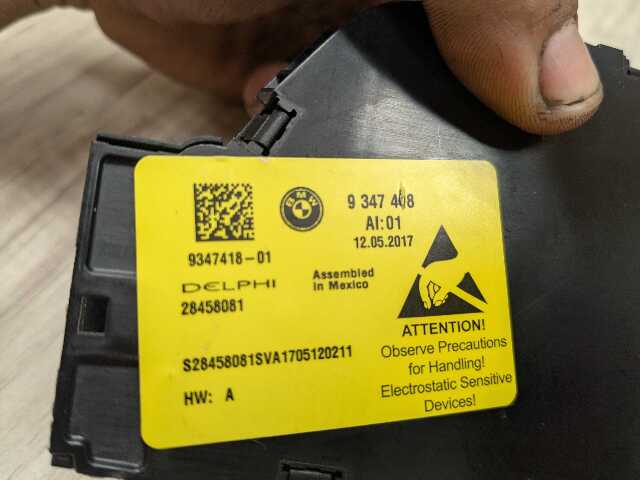 BMW
9 347 408
AI:01
12.05.2017
9347418-01
DELPHI
Assembled
in Mexico
28458081
ATTENTION!
Observe Precautions
for Handling!
Electrostatic Sensitive
Devices!
S28458081SVA1705120211
HW: A